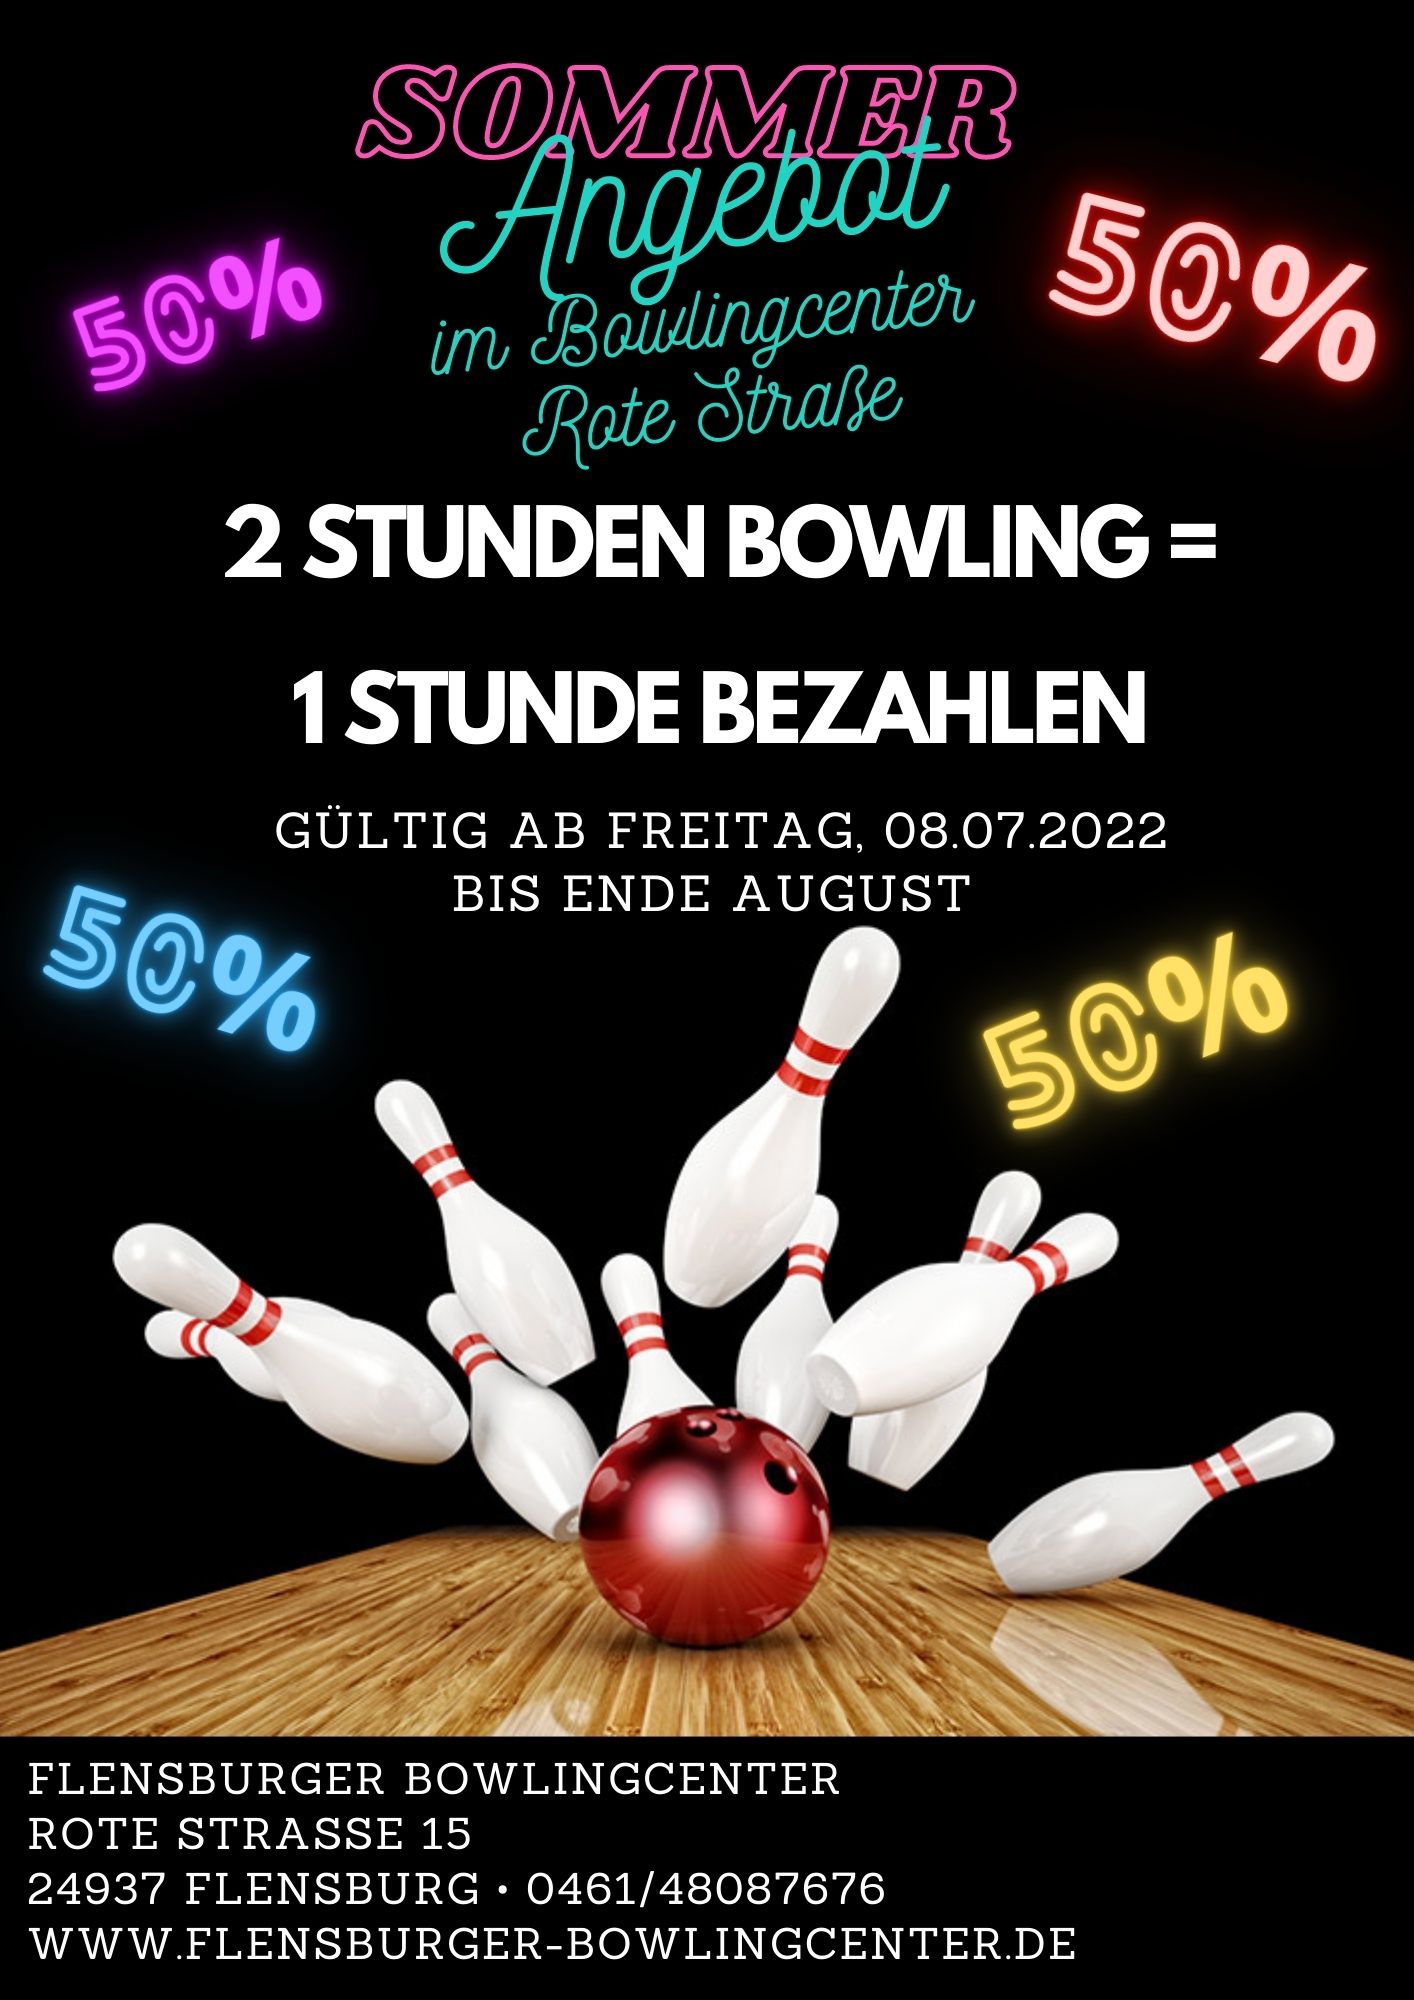 SOMMER
Angebot
50%
50%
im Bowlingcenter
Rote Straße
2 STUNDEN BOWLING =
1 STUNDE BEZAHLEN
GÜLTIG AB FREITAG, 08.07.2022
BIS ENDE AUGUST
50%
50%
FLENSBURGER BOWLINGCENTER
ROTE STRASSE 15
24937 FLENSBURG • 0461/48087676
WWW.FLENSBURGER-BOWLINGCENTER.DE